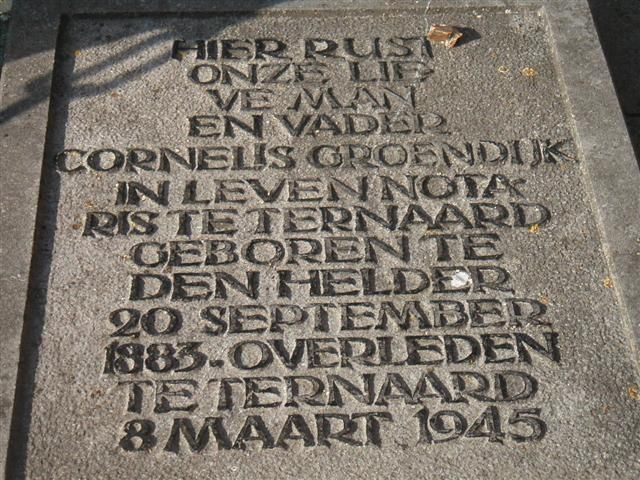 HIER RUST
ONZE LIE
VE MAN
EN VADER
CORNELIS GROENDIJK
IN LEVEN NOTA
RIS TE TERNAARD
GEBOREN TE
DEN HELDER
20 SEPTEMBER
1883. OVERLEDEN
TE TERNAARD
8 MAART 1945